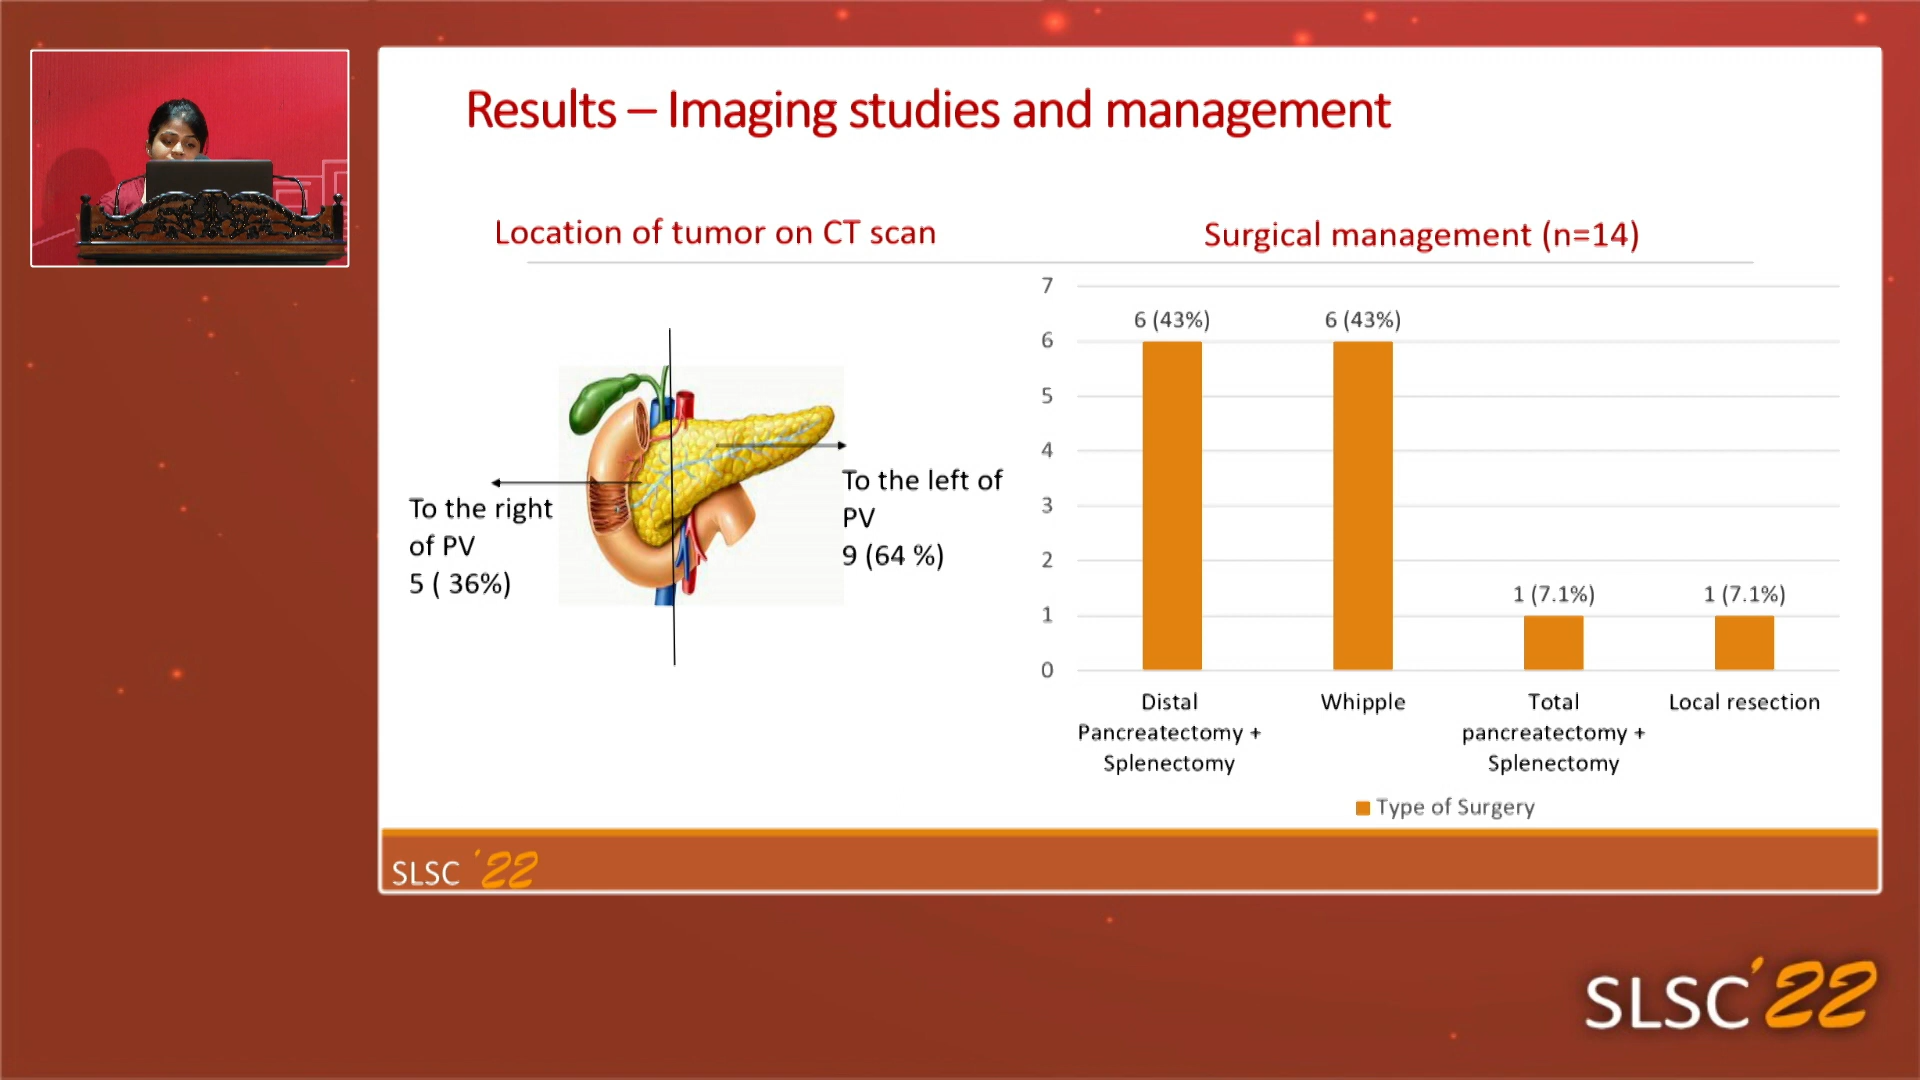 Results – Imaging studies and management
Location of tumor on CT scan
To the right
of PV
5 ( 36%)
To the left of
PV
9 (64 %)
Surgical management (n=14)
7
6
5
4
3
2
1
0
6 (43%)
6 (43%)
1 (7.1%)
1 (7.1%)
Distal
Pancreatectomy +
Splenectomy
Whipple
Total
pancreatectomy +
Splenectomy
Local resection
Type of Surgery
SLSC '22
SLSC'22